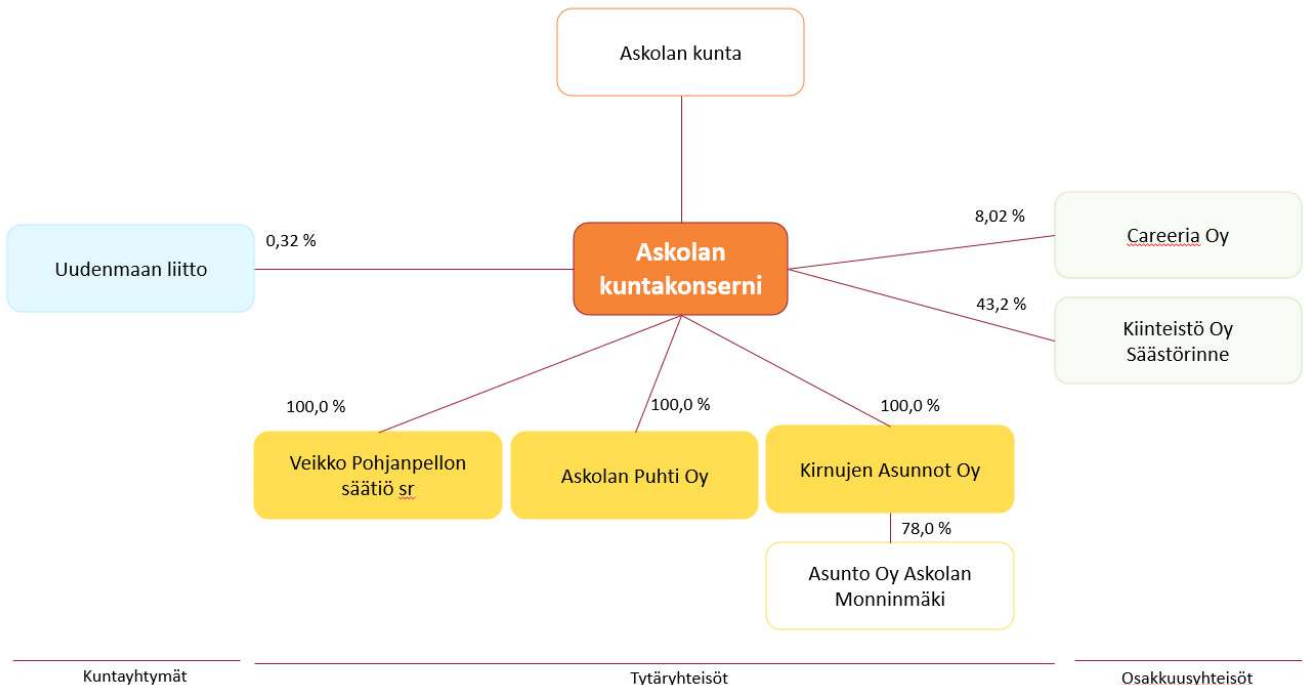 Askolan kunta
8,02 %
Careeria Oy
0,32 %
Uudenmaan liitto
Askolan
kuntakonserni
43,2 %
Kiinteistö Oy
Säästörinne
100,0 %
100,0 %
100,0 %
Veikko Pohjanpellon
säätiö sr
Askolan Puhti Oy
Kirnujen Asunnot Oy
78,0 %
Asunto Oy Askolan
Monninmäki
Kuntayhtymät
Tytäryhteisöt
Osakkuusyhteisöt